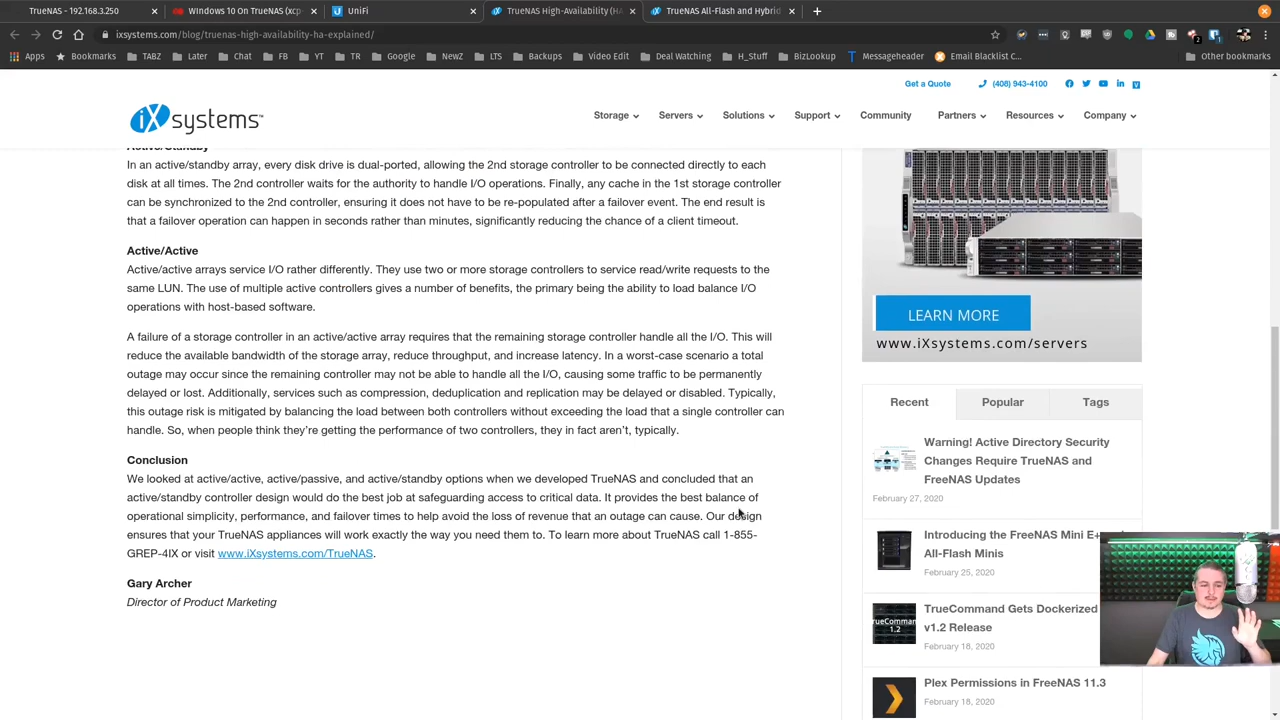 TrueNAS - 192.168.3.250
Windows 10 On TrueNAS (xcp
UniFi
TrueNAS High-Availability (HA
TrueNAS All-Flash and Hybrid
ixsystems.com/blog/truenas-high-availability-ha-explained/
Apps Bookmarks TABZ Later Chat FB YT TR Google NewZ LTS Backups Video Edit Deal Watching H_Stuff BizLookup Messageheader Email Blacklist C... Other bookmarks
Get a Quote (408) 943-4100
iXsystems
Storage Servers Solutions Support Community Partners Resources Company
Active/Standby
In an active/standby array, every disk drive is dual-ported, allowing the 2nd storage controller to be connected directly to each
disk at all times. The 2nd controller waits for the authority to handle I/O operations. Finally, any cache in the 1st storage controller
can be synchronized to the 2nd controller, ensuring it does not have to be re-populated after a failover event. The end result is
that a failover operation can happen in seconds rather than minutes, significantly reducing the chance of a client timeout.
Active/Active
Active/active arrays service I/O rather differently. They use two or more storage controllers to service read/write requests to the
same LUN. The use of multiple active controllers gives a number of benefits, the primary being the ability to load balance I/O
operations with host-based software.
A failure of a storage controller in an active/active array requires that the remaining storage controller handle all the I/O. This will
reduce the available bandwidth of the storage array, reduce throughput, and increase latency. In a worst-case scenario a total
outage may occur since the remaining controller may not be able to handle all the I/O, causing some traffic to be permanently
delayed or lost. Additionally, services such as compression, deduplication and replication may be delayed or disabled. Typically,
this outage risk is mitigated by balancing the load between both controllers without exceeding the load that a single controller can
handle. So, when people think they're getting the performance of two controllers, they in fact aren't, typically.
Conclusion
We looked at active/active, active/passive, and active/standby options when we developed TrueNAS and concluded that an
active/standby controller design would do the best job at safeguarding access to critical data. It provides the best balance of
operational simplicity, performance, and failover times to help avoid the loss of revenue that an outage can cause. Our design
ensures that your TrueNAS appliances will work exactly the way you need them to. To learn more about TrueNAS call 1-855-
GREP-4IX or visit www.iXsystems.com/TrueNAS.
Gary Archer
Director of Product Marketing
LEARN MORE
www.iXsystems.com/servers
Recent Popular Tags
Warning! Active Directory Security
Changes Require TrueNAS and
FreeNAS Updates
February 27, 2020
Introducing the FreeNAS Mini E+
All-Flash Minis
February 25, 2020
TrueCommand Gets Dockerized
v1.2 Release
February 18, 2020
1.2
Plex Permissions in FreeNAS 11.3
February 18, 2020